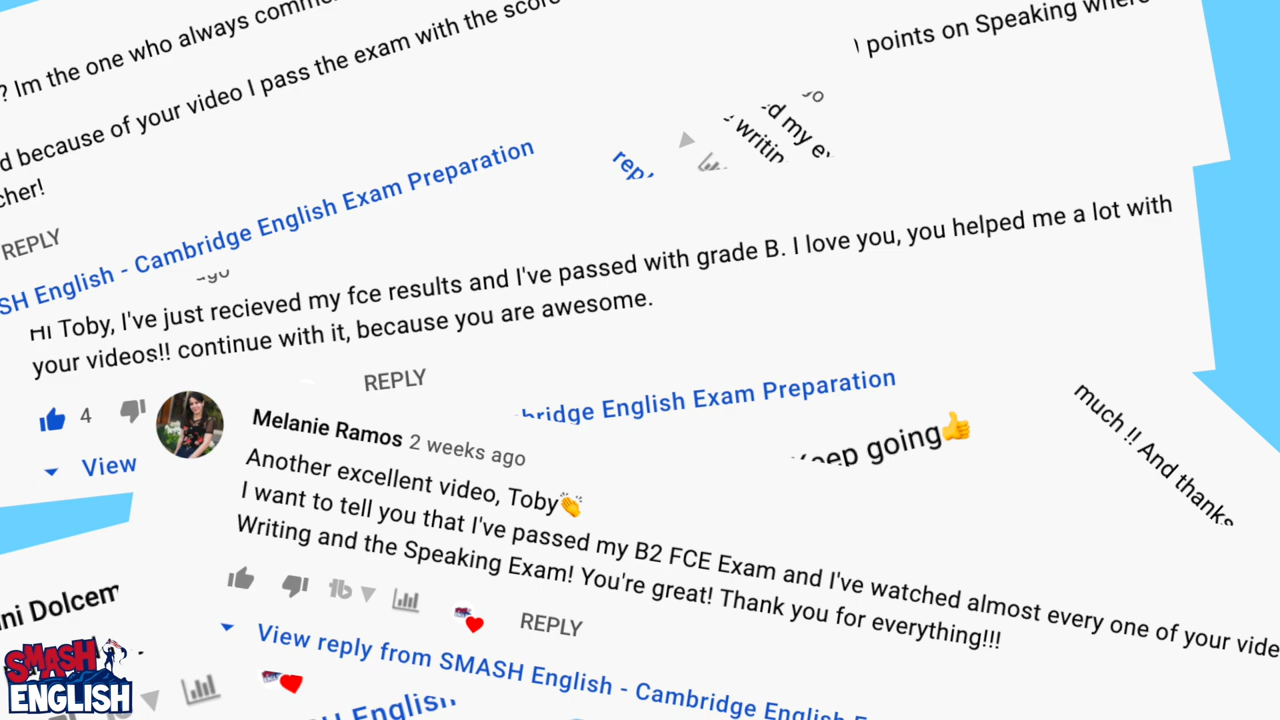 ? Im the one who always
d because of your video I pass the exam with the score
cher!
REPLY
points on Speaking
SH English - Cambridge English Exam Preparation
Hi Toby, I've just recieved my fce results and I've passed with grade B. I love you, you helped me a lot with
your videos!! continue with it, because you are awesome.
4
REPLY
View
bridge English Exam Preparation
going👍
much !! And thanks
Melanie Ramos 2 weeks ago
Another excellent video, Toby👏
I want to tell you that I've passed my B2 FCE Exam and I've watched almost every one of your vide
Writing and the Speaking Exam! You're great! Thank you for everything!!!
REPLY
View reply from SMASH English - Cambridge English E
ni Dolcem
English
SMASH
ENGLISH